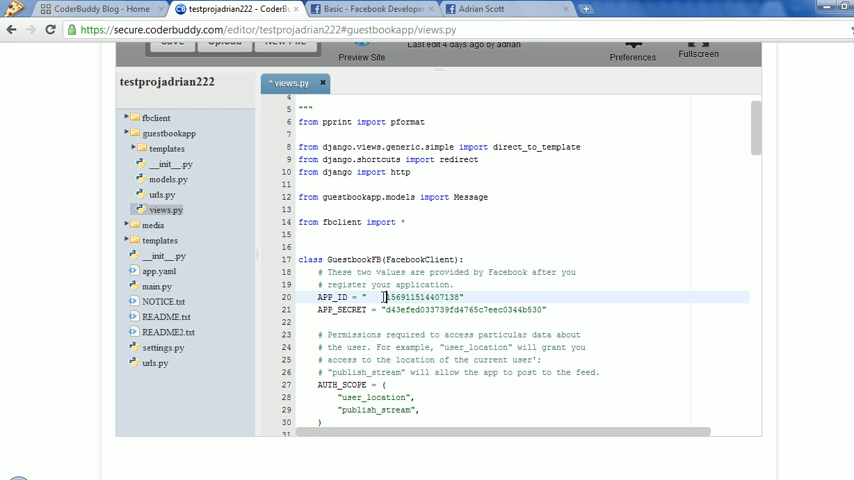 CoderBuddy Blog - Home
testprojadrian222 - CoderBu
Basic - Facebook Develope
Adrian Scott
https://secure.coderbuddy.com/editor/testprojadrian222#guestbookapp/views.py
Save
Upload
New File
Preview Site
Last edit 4 days ago by adrian
Preferences
Fullscreen
testprojadrian222
* views.py
fbclient
guestbookapp
templates
__init__.py
models.py
urls.py
views.py
media
templates
__init__.py
app.yaml
main.py
NOTICE.txt
README.txt
README2.txt
settings.py
urls.py
4
5 """
6 from pprint import pformat
7
8 from django.views.generic.simple import direct_to_template
9 from django.shortcuts import redirect
10 from django import http
11
12 from guestbookapp.models import Message
13
14 from fbclient import *
15
16
17 class GuestbookFB(FacebookClient):
18 # These two values are provided by Facebook after you
19 # register your application.
20 APP_ID = " 156911514407138"
21 APP_SECRET = "d43efed033739fd4765c7eec0344b530"
22
23 # Permissions required to access particular data about
24 # the user. For example, "user_location" will grant you
25 # access to the location of the current user';
26 # "publish_stream" will allow the app to post to the feed.
27 AUTH_SCOPE = (
28 "user_location",
29 "publish_stream",
30 )
31